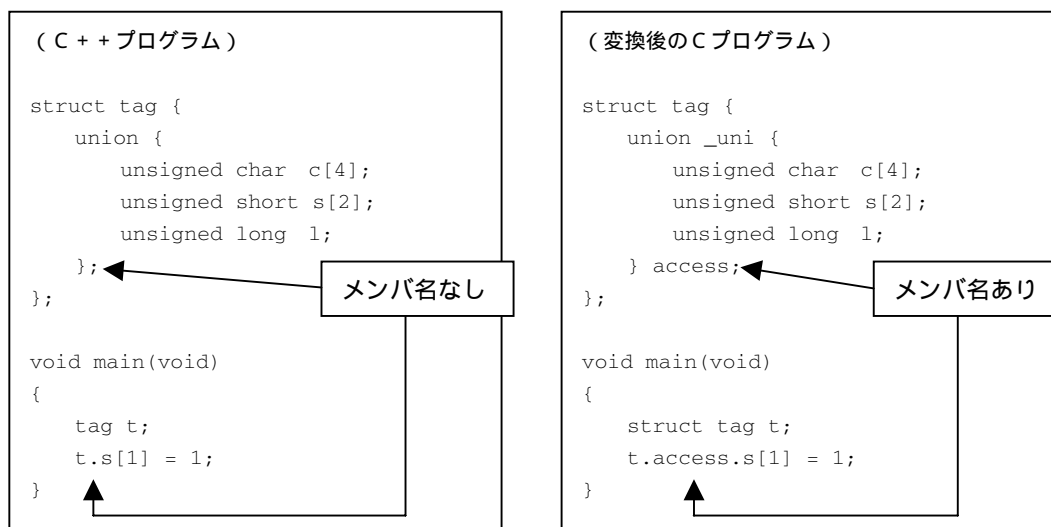 （Ｃ＋＋プログラム）
struct tag {
union {
unsigned char c[4];
unsigned short s[2];
unsigned long l;
};
メンバ名なし
};
void main(void)
{
tag t;
t.s[1] = 1;
}
（変換後のＣプログラム）
struct tag {
union _uni {
unsigned char c[4];
unsigned short s[2];
unsigned long l;
} access;
メンバ名あり
};
void main(void)
{
struct tag t;
t.access.s[1] = 1;
}